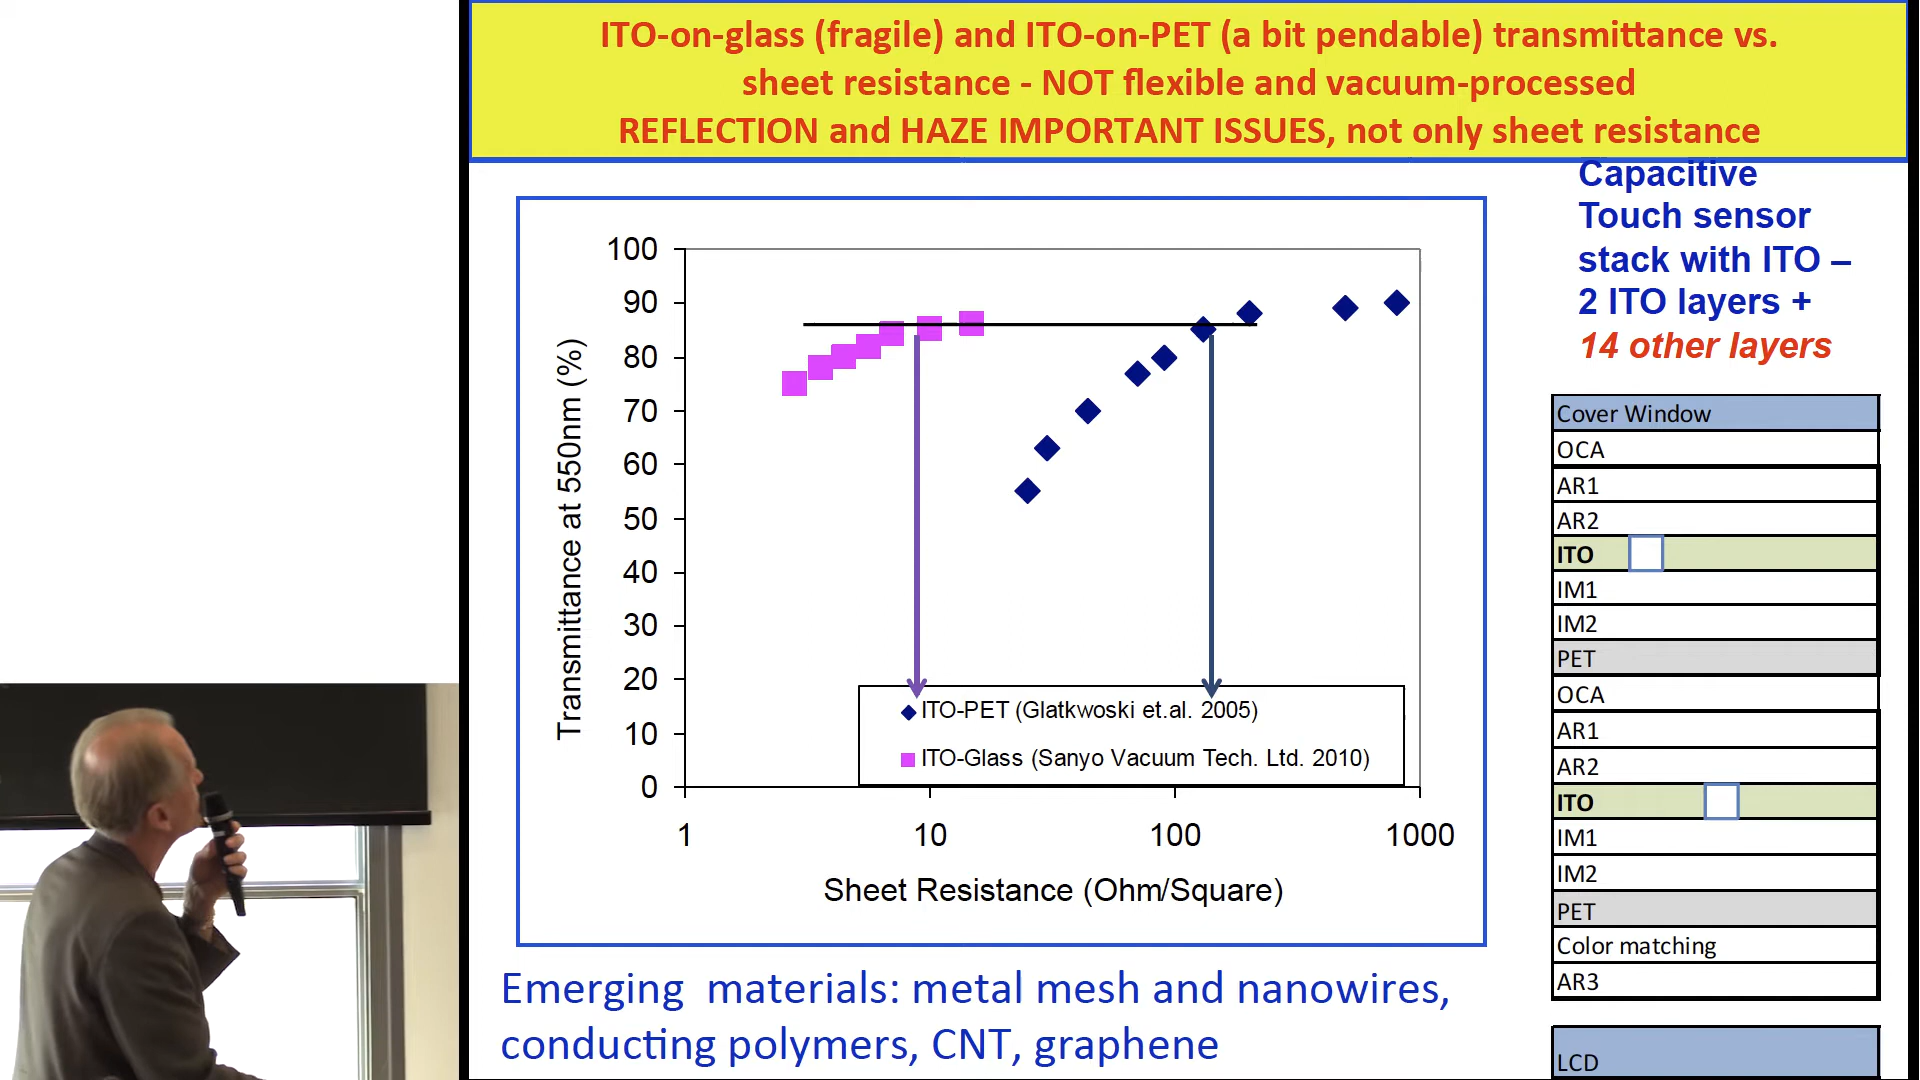 ITO-on-glass (fragile) and ITO-on-PET (a bit pendable) transmittance vs.
sheet resistance - NOT flexible and vacuum-processed
REFLECTION and HAZE IMPORTANT ISSUES, not only sheet resistance
Capacitive
Touch sensor
stack with ITO –
2 ITO layers +
14 other layers
Transmittance at 550nm (%)
100
90
80
70
60
50
40
30
20
10
0
ITO-PET (Glatkwoski et.al. 2005)
ITO-Glass (Sanyo Vacuum Tech. Ltd. 2010)
1 10 100 1000
Sheet Resistance (Ohm/Square)
Cover Window
OCA
AR1
AR2
ITO
IM1
IM2
PET
OCA
AR1
AR2
ITO
IM1
IM2
PET
Color matching
AR3
LCD
Emerging materials: metal mesh and nanowires,
conducting polymers, CNT, graphene